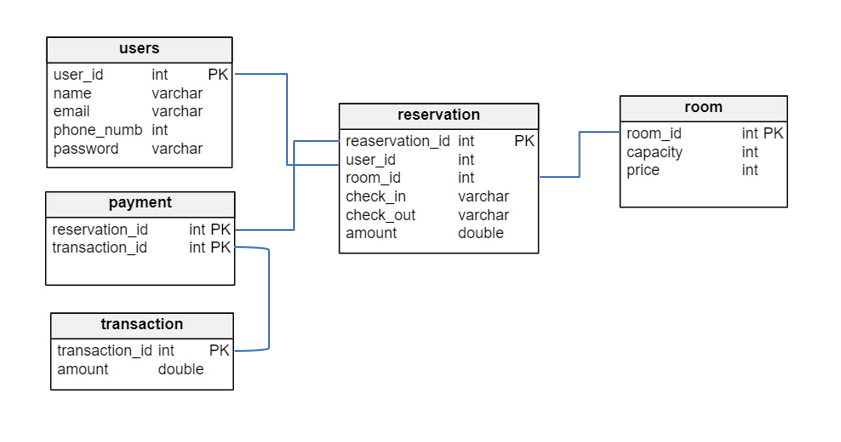 users
user_id int PK
name varchar
email varchar
phone_numb int
password varchar
payment
reservation_id int PK
transaction_id int PK
transaction
transaction_id int PK
amount double
reservation
reaservation_id int PK
user_id int
room_id int
check_in varchar
check_out varchar
amount double
room
room_id int PK
capacity int
price int